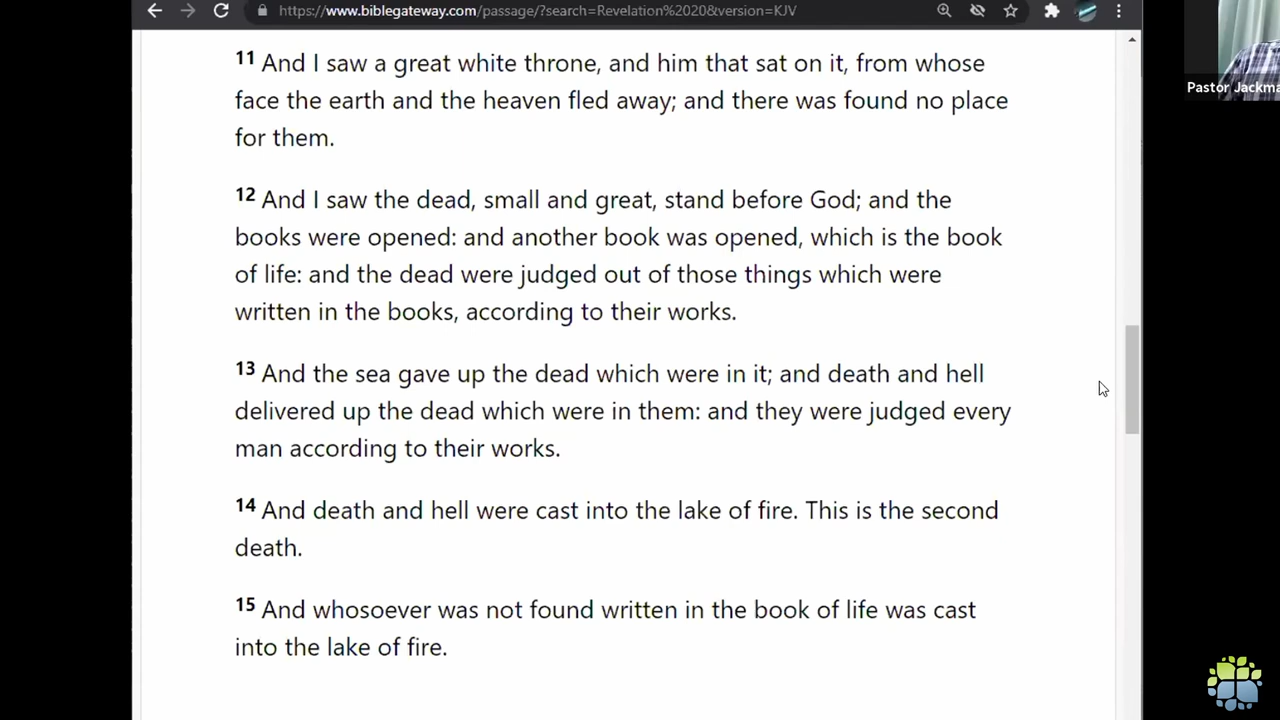 https://www.biblegateway.com/passage/?search=Revelation%2020&version=KJV
11 And I saw a great white throne, and him that sat on it, from whose
face the earth and the heaven fled away; and there was found no place
for them.
12 And I saw the dead, small and great, stand before God; and the
books were opened: and another book was opened, which is the book
of life: and the dead were judged out of those things which were
written in the books, according to their works.
13 And the sea gave up the dead which were in it; and death and hell
delivered up the dead which were in them: and they were judged every
man according to their works.
14 And death and hell were cast into the lake of fire. This is the second
death.
15 And whosoever was not found written in the book of life was cast
into the lake of fire.
Pastor Jackma